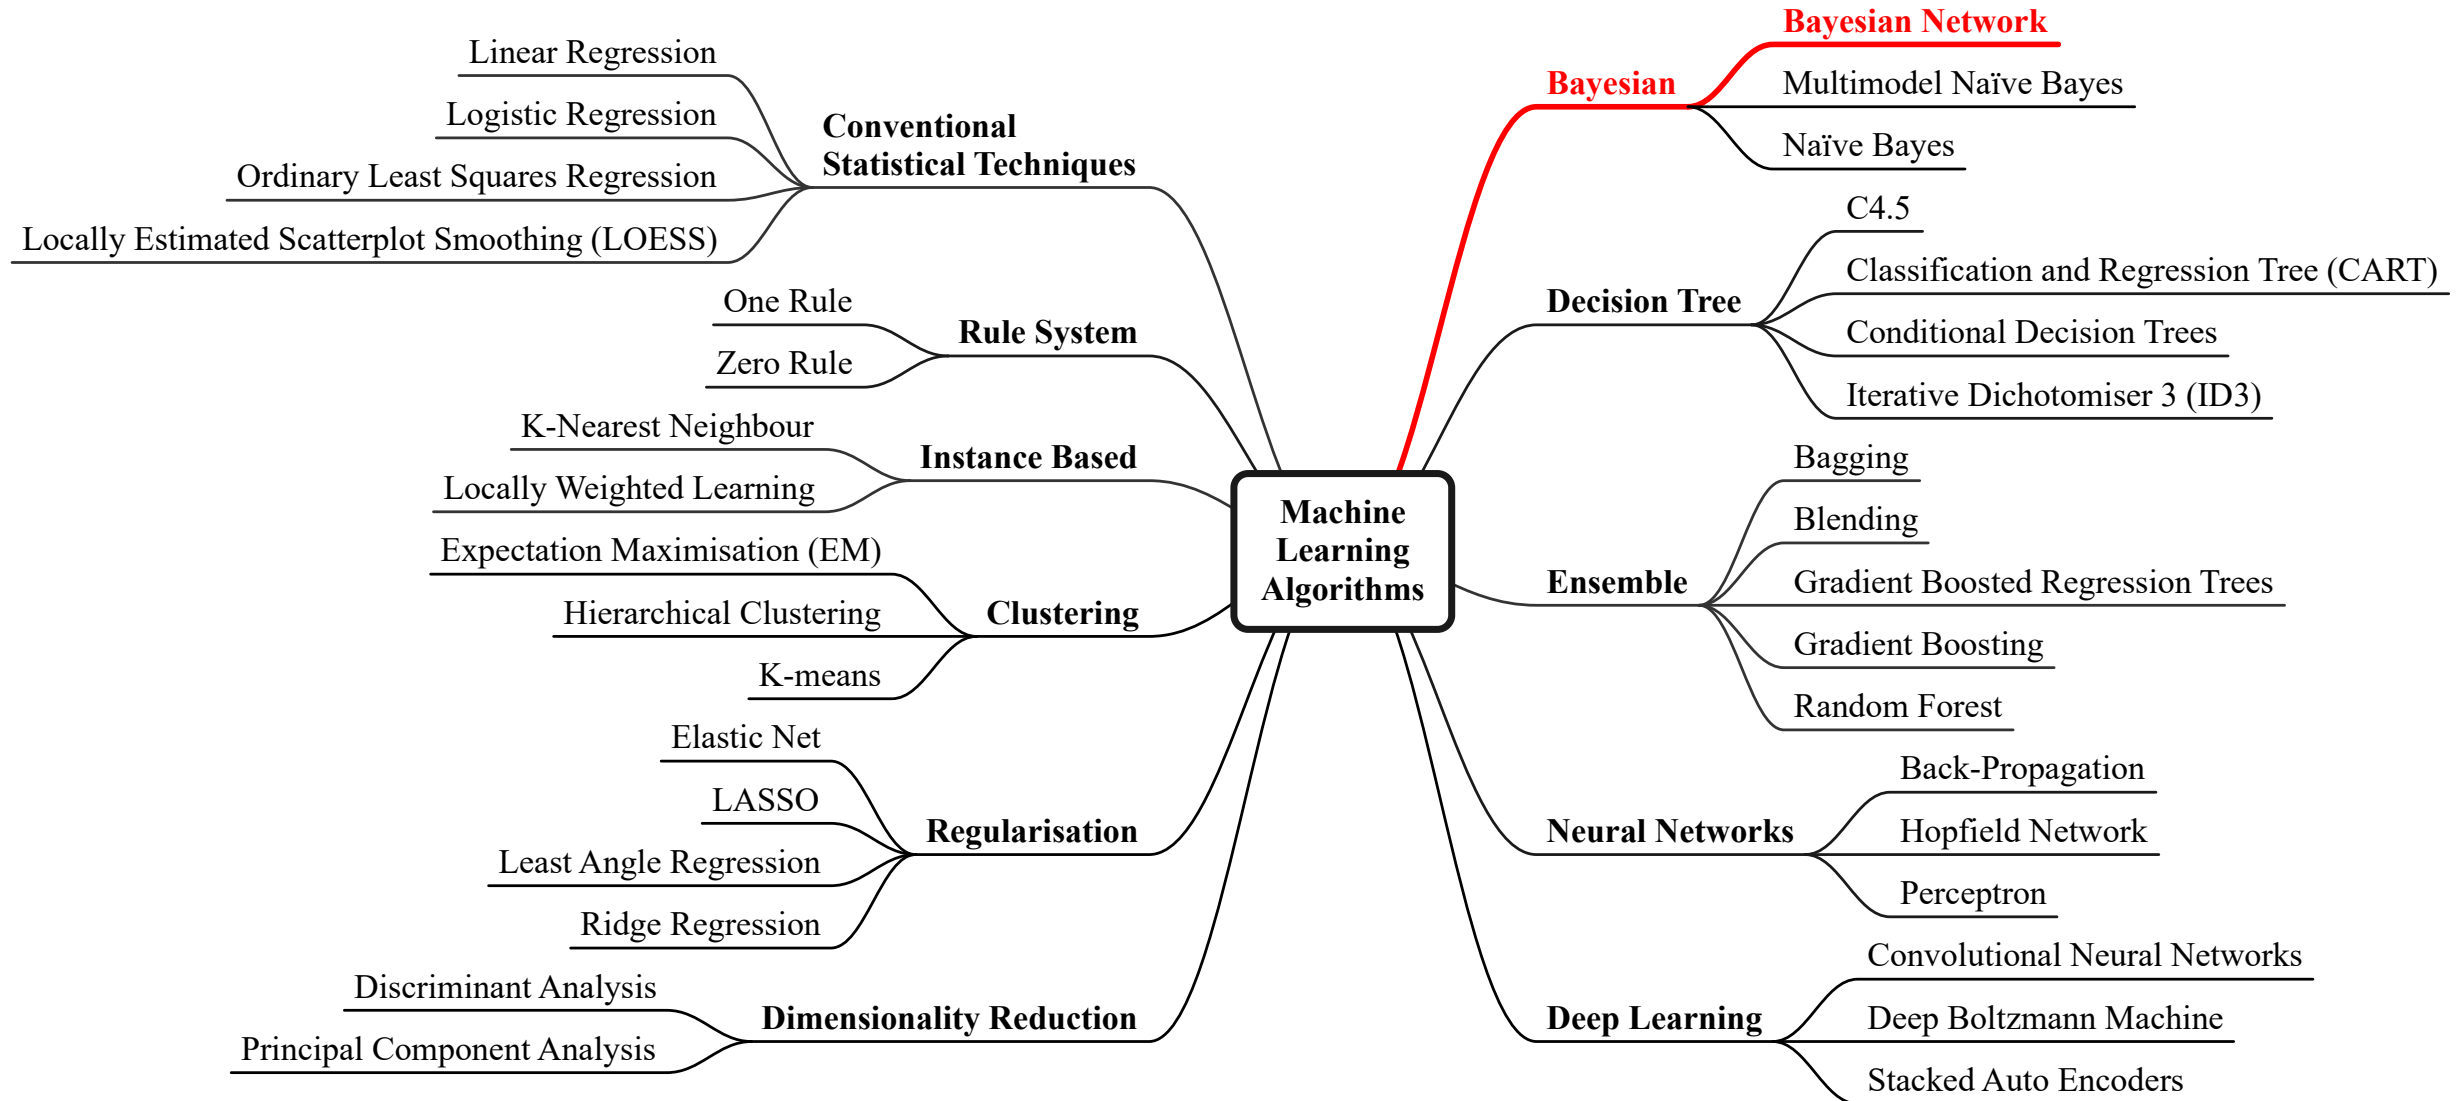 Linear Regression
Logistic Regression
Ordinary Least Squares Regression
Locally Estimated Scatterplot Smoothing (LOESS)
Conventional
Statistical Techniques
One Rule
Zero Rule
Rule System
K-Nearest Neighbour
Locally Weighted Learning
Instance Based
Expectation Maximisation (EM)
Hierarchical Clustering
K-means
Clustering
Elastic Net
LASSO
Least Angle Regression
Ridge Regression
Regularisation
Discriminant Analysis
Principal Component Analysis
Dimensionality Reduction
Machine
Learning
Algorithms
Bayesian
Bayesian Network
Multimodel Naïve Bayes
Naïve Bayes
Decision Tree
C4.5
Classification and Regression Tree (CART)
Conditional Decision Trees
Iterative Dichotomiser 3 (ID3)
Ensemble
Bagging
Blending
Gradient Boosted Regression Trees
Gradient Boosting
Random Forest
Neural Networks
Back-Propagation
Hopfield Network
Perceptron
Deep Learning
Convolutional Neural Networks
Deep Boltzmann Machine
Stacked Auto Encoders